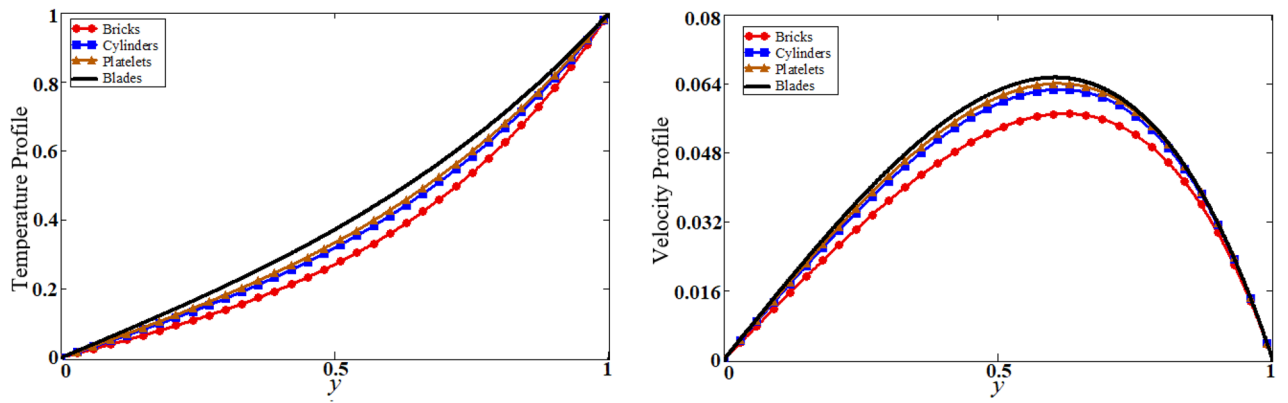 1
0.8
0.6
0.4
0.2
0
Temperature Profile
Bricks
Cylinders
Platelets
Blades
0
0.5
1
y
0.08
0.064
0.048
0.032
0.016
0
Velocity Profile
Bricks
Cylinders
Platelets
Blades
0
0.5
1
y